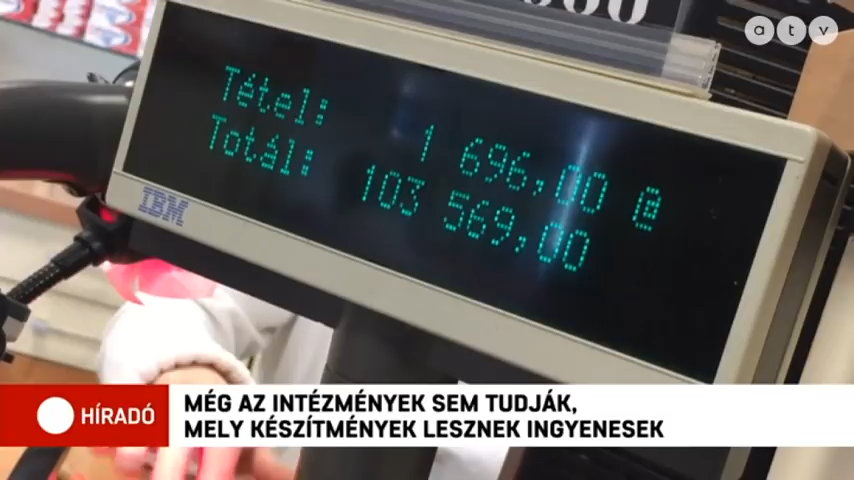 atv
Tétel: 1 696,00 @
Totál: 103 569,00
IBM
HÍRADÓ
MÉG AZ INTÉZMÉNYEK SEM TUDJÁK,
MELY KÉSZÍTMÉNYEK LESZNEK INGYENESEK